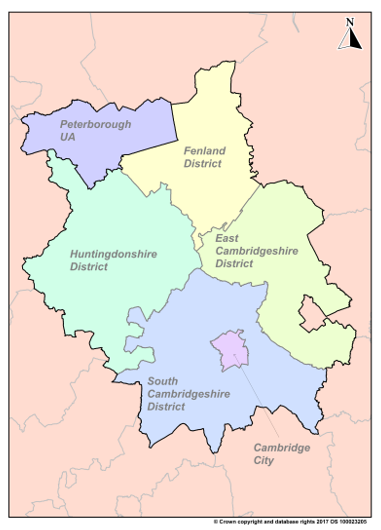 N
Peterborough
UA
Fenland
District
Huntingdonshire
District
East
Cambridgeshire
District
South
Cambridgeshire
District
Cambridge
City
© Crown copyright and database rights 2017 OS 100023205